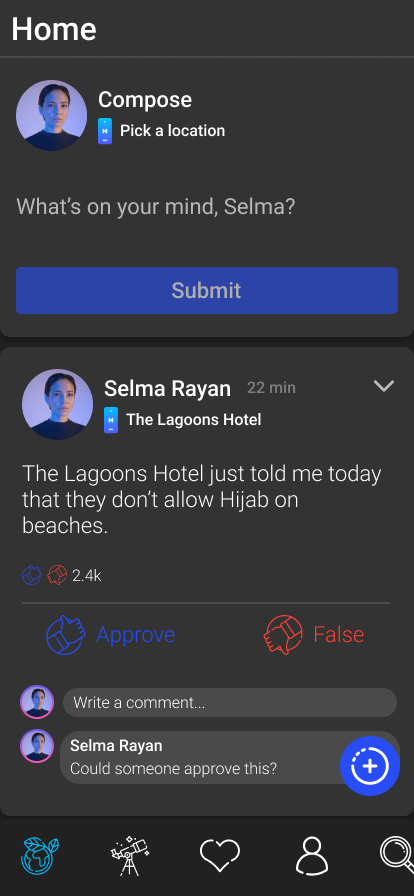 Home
Compose
H
Pick a location
What's on your mind, Selma?
Submit
Selma Rayan 22 min
H
The Lagoons Hotel
The Lagoons Hotel just told me today
that they don't allow Hijab on
beaches.
2.4k
Approve
False
Write a comment...
Selma Rayan
Could someone approve this?